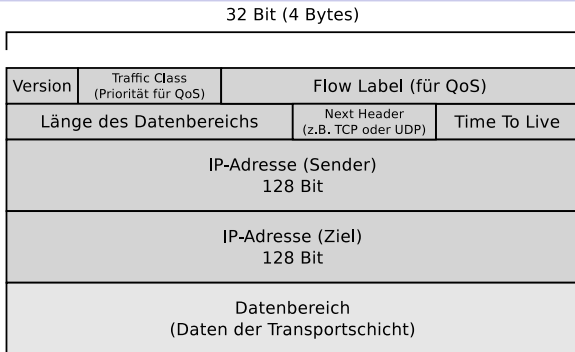 32 Bit (4 Bytes)
Version
Traffic Class
(Priorität für QoS)
Flow Label (für QoS)
Länge des Datenbereichs
Next Header
(z.B. TCP oder UDP)
Time To Live
IP-Adresse (Sender)
128 Bit
IP-Adresse (Ziel)
128 Bit
Datenbereich
(Daten der Transportschicht)